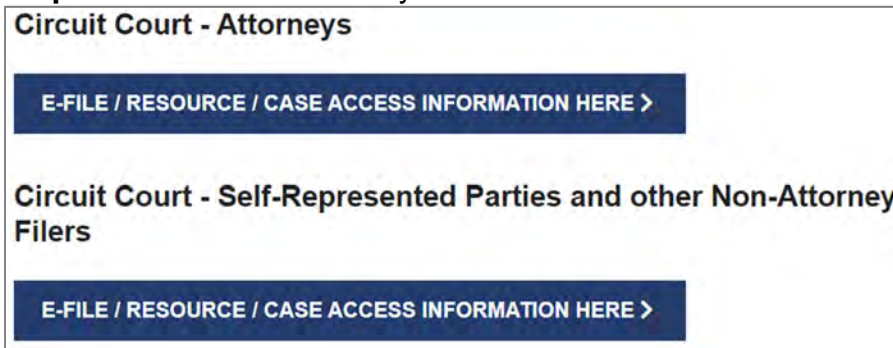 Circuit Court - Attorneys
E-FILE / RESOURCE / CASE ACCESS INFORMATION HERE >
Circuit Court - Self-Represented Parties and other Non-Attorney
Filers
E-FILE / RESOURCE / CASE ACCESS INFORMATION HERE >